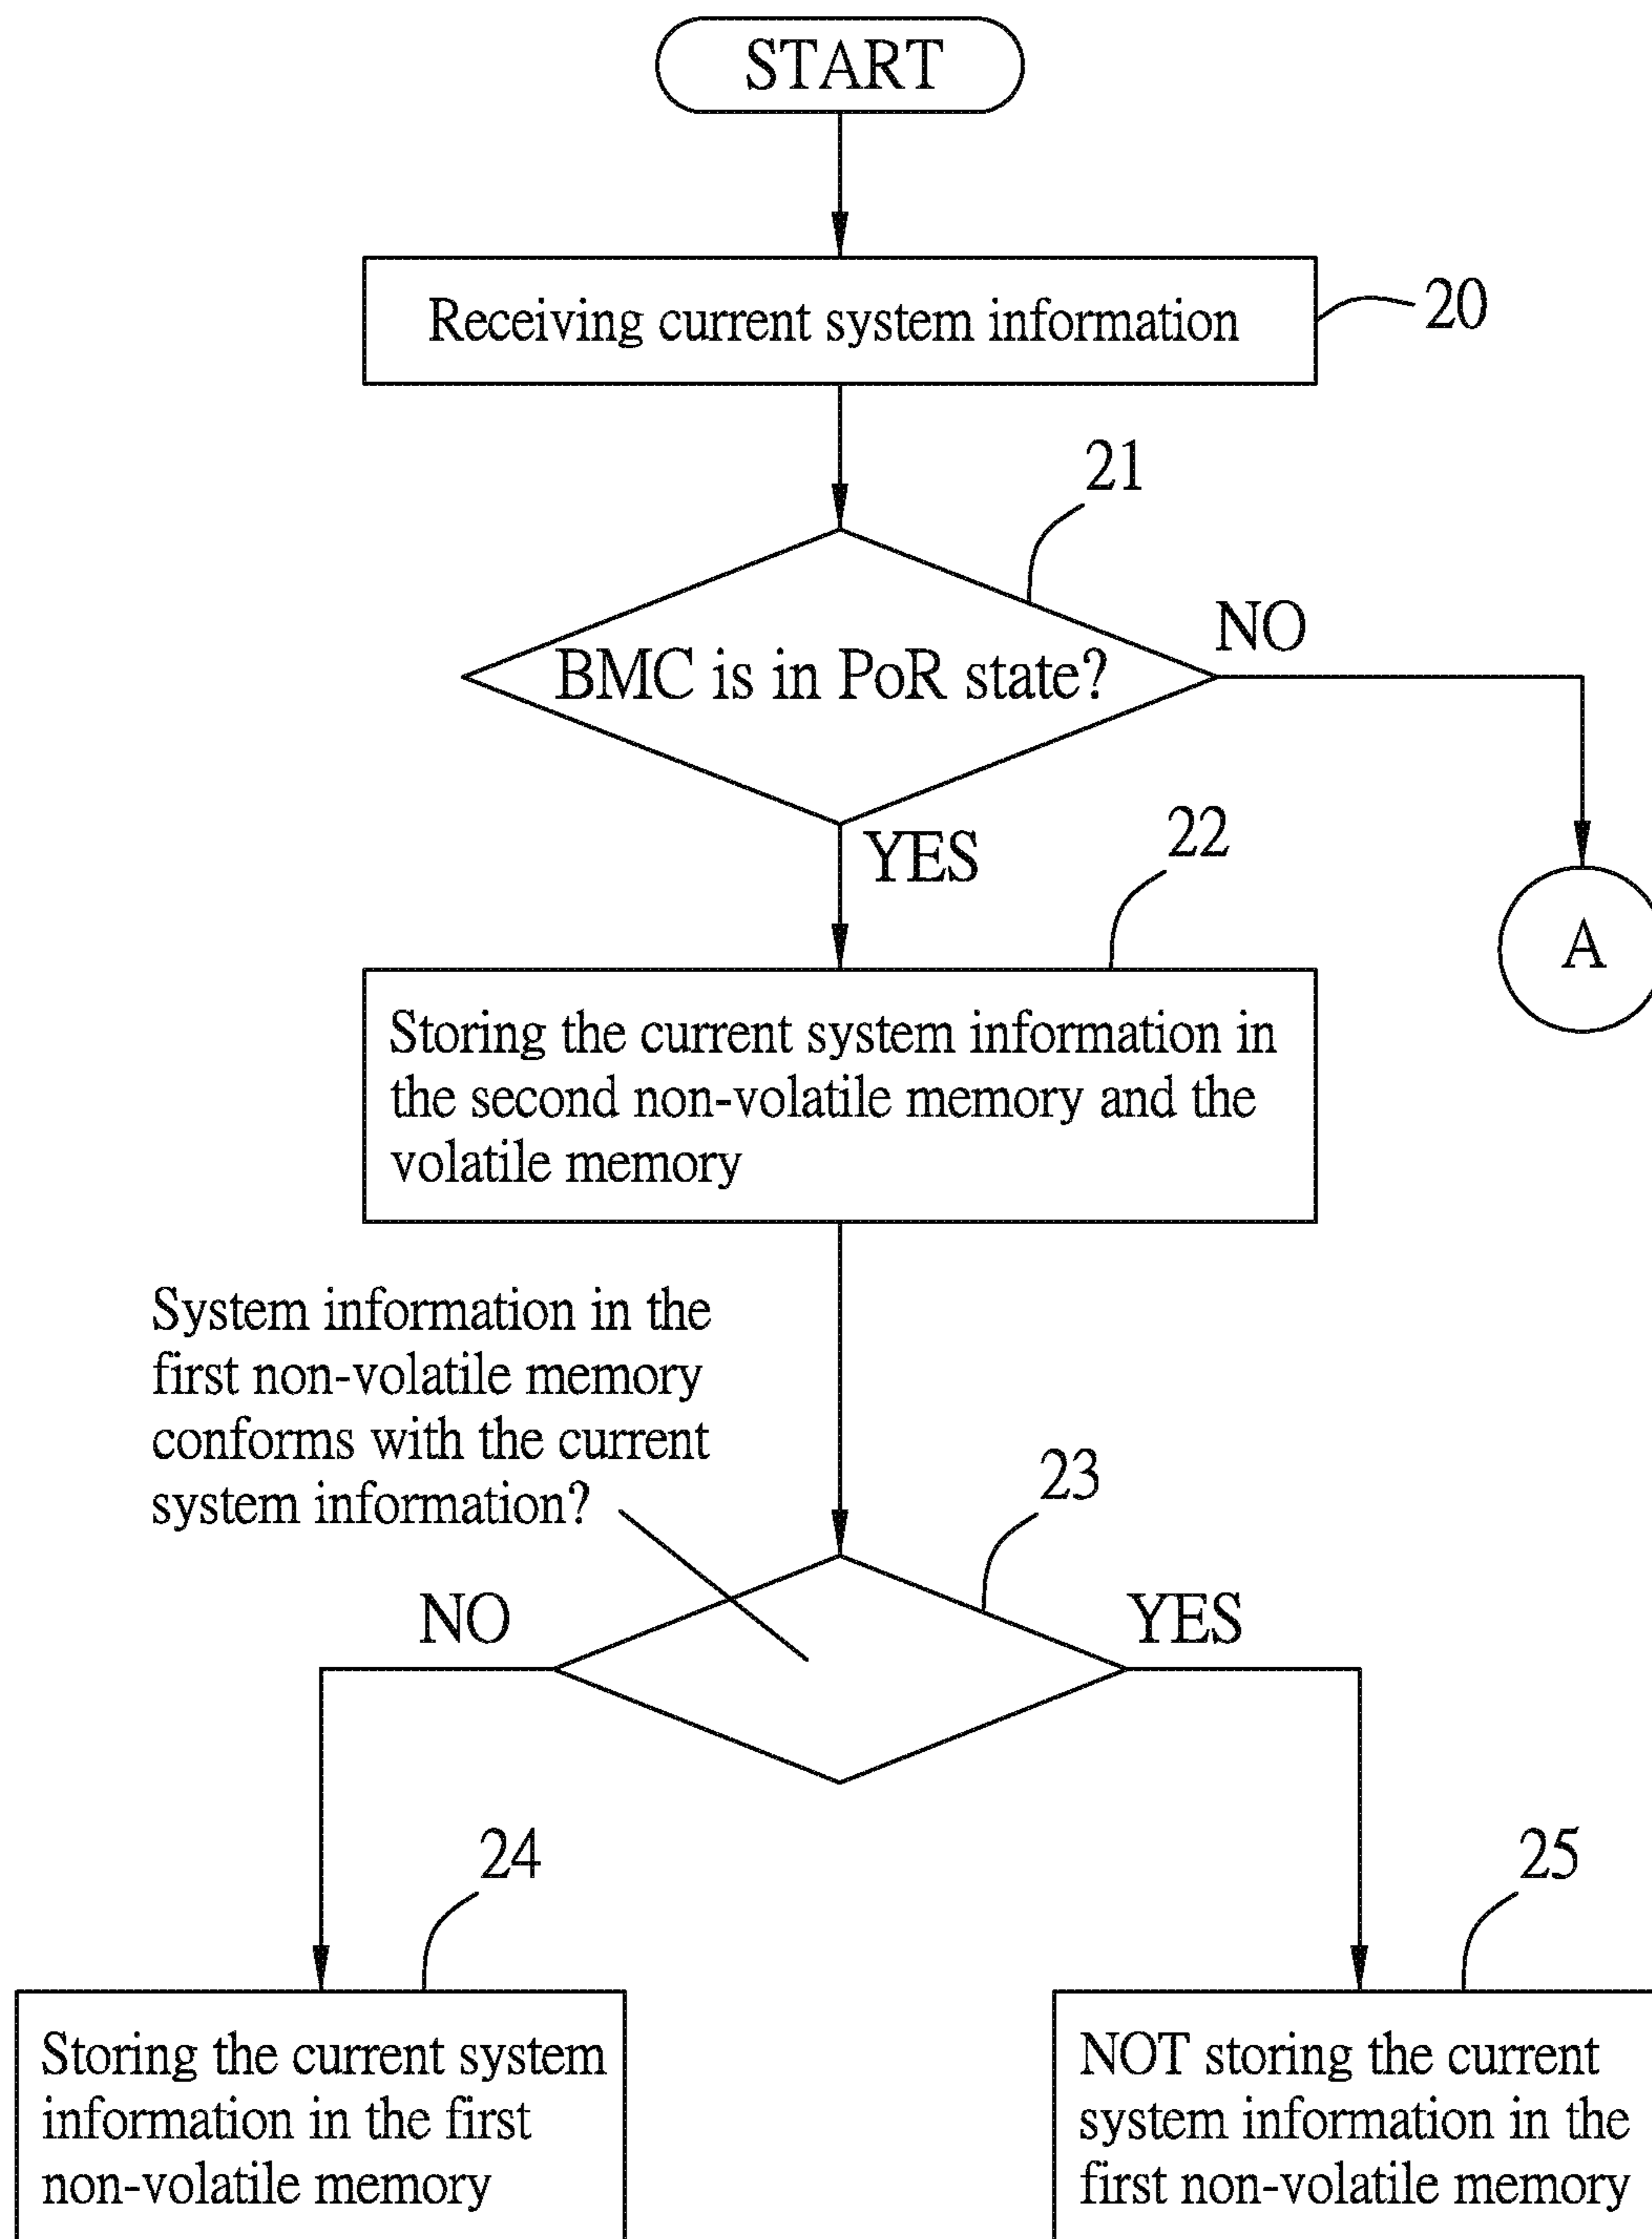 START
Receiving current system information
20
21
BMC is in PoR state?
NO
YES
22
A
Storing the current system information in
the second non-volatile memory and the
volatile memory
System information in the
first non-volatile memory
conforms with the current
system information?
23
NO
YES
24
25
Storing the current system
information in the first
non-volatile memory
NOT storing the current
system information in the
first non-volatile memory